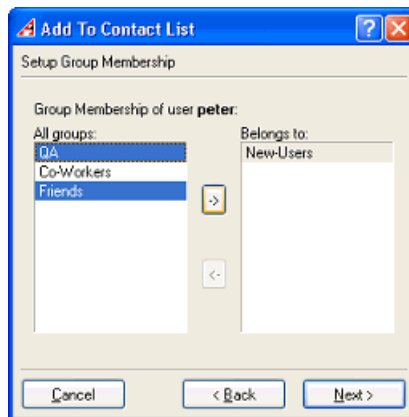 Add To Contact List
Setup Group Membership
Group Membership of user peter:
All groups:
Belongs to:
QA
New-Users
Co-Workers
Friends
->
<-
Cancel
< Back
Next >